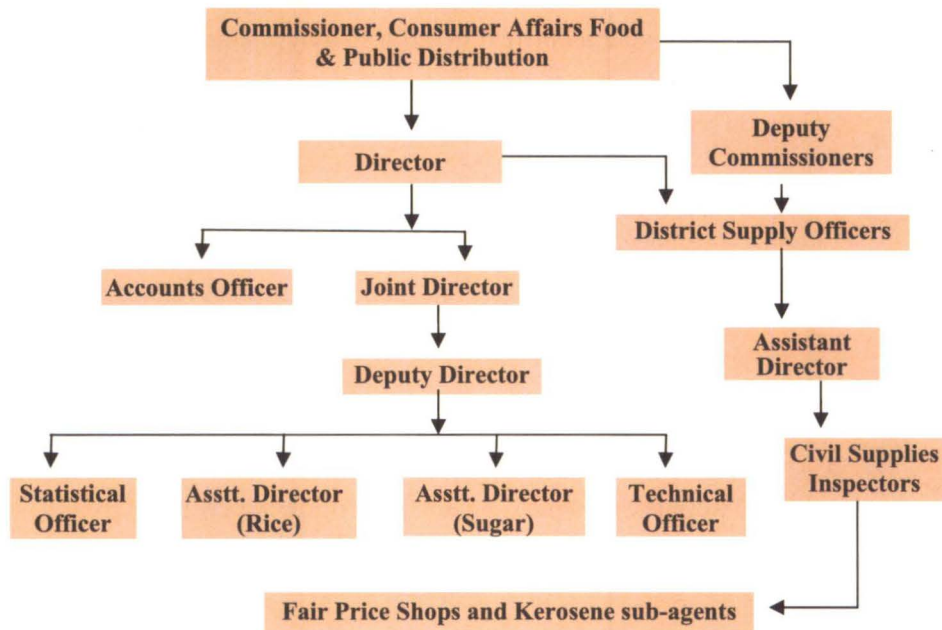 Commissioner, Consumer Affairs Food
& Public Distribution
Deputy
Commissioners
Director
District Supply Officers
Accounts Officer
Joint Director
Assistant
Director
Deputy Director
Civil Supplies
Inspectors
Statistical
Officer
Asstt. Director
(Rice)
Asstt. Director
(Sugar)
Technical
Officer
Fair Price Shops and Kerosene sub-agents